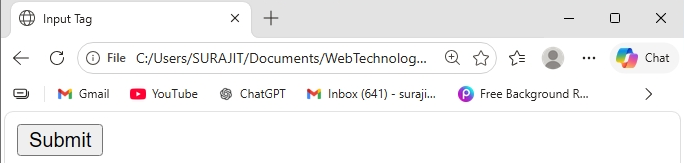 Input Tag
File C:/Users/SURAJIT/Documents/WebTechnolog... Chat
Gmail YouTube ChatGPT Inbox (641) - suraji... Free Background R...
Submit